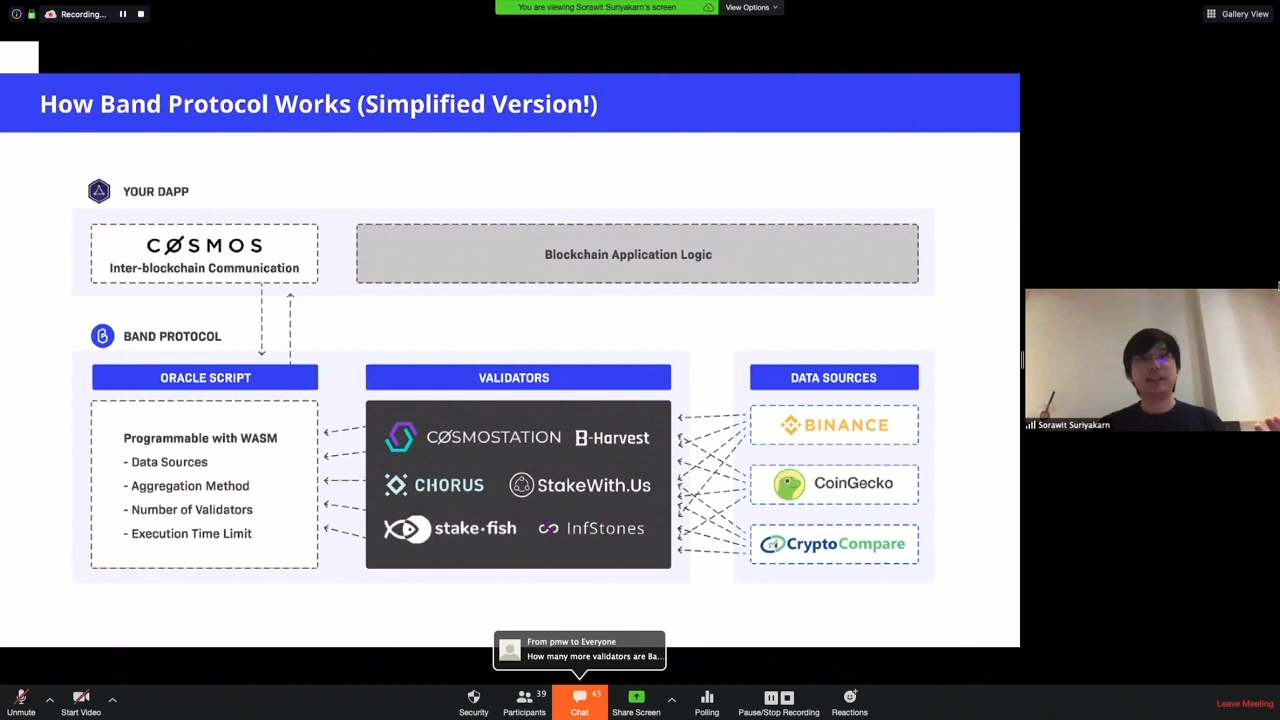 Recording...
You are viewing Sorawit Suriyakarn's screen
View Options
Gallery View
How Band Protocol Works (Simplified Version!)
YOUR DAPP
COSMOS
Inter-blockchain Communication
Blockchain Application Logic
BAND PROTOCOL
ORACLE SCRIPT
VALIDATORS
DATA SOURCES
Programmable with WASM
- Data Sources
- Aggregation Method
- Number of Validators
- Execution Time Limit
COSMOSTATION
B-Harvest
CHORUS
StakeWith.Us
stake·fish
InfStones
BINANCE
CoinGecko
CryptoCompare
Sorawit Suriyakarn
From pmw to Everyone
How many more validators are Ba...
Unmute
Start Video
Security
Participants 39
Chat 45
Share Screen
Polling
Pause/Stop Recording
Reactions
Leave Meeting